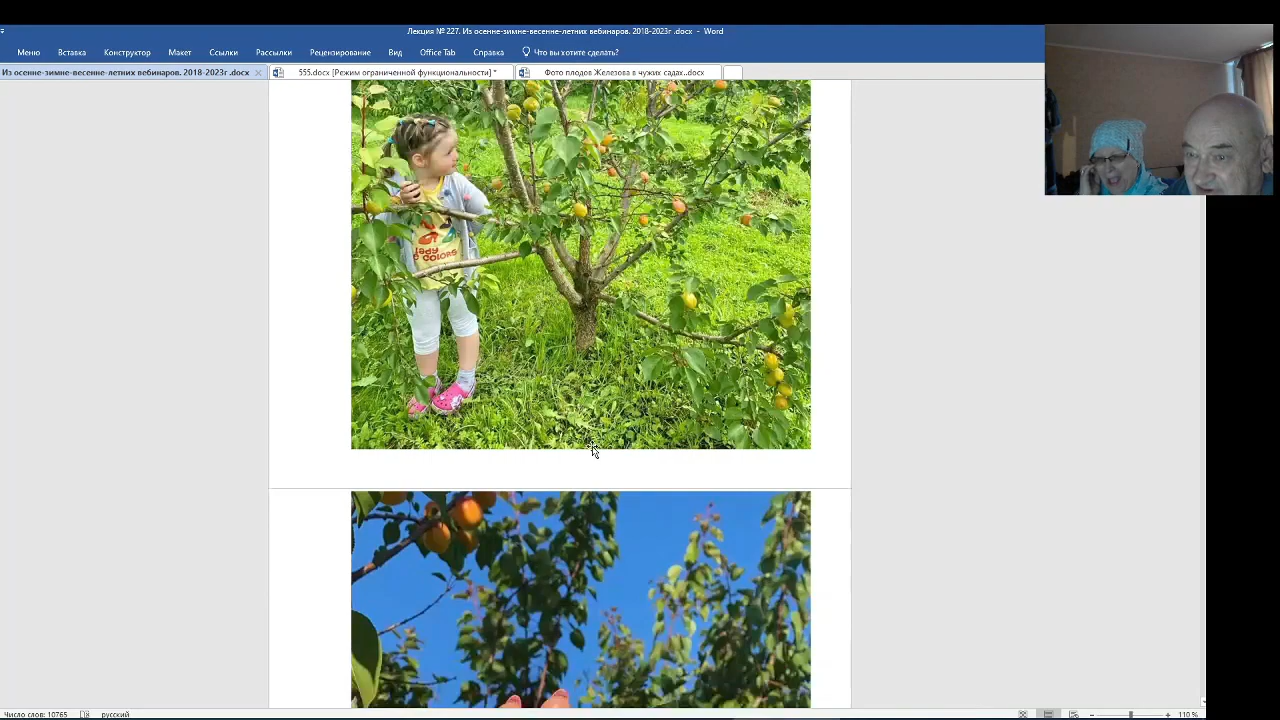 Лекция № 227. Из осенне-зимне-весенне-летних вебинаров. 2018-2023г .docx - Word
Меню Вставка Конструктор Макет Ссылки Рассылки Рецензирование Вид Office Tab Справка Что вы хотите сделать?
Из осенне-зимне-весенне-летних вебинаров. 2018-2023г .docx 555.docx [Режим ограниченной функциональности] * Фото плодов Железова в чужих садах..docx
lady
COLORS
Число слов: 10765 русский 110 %